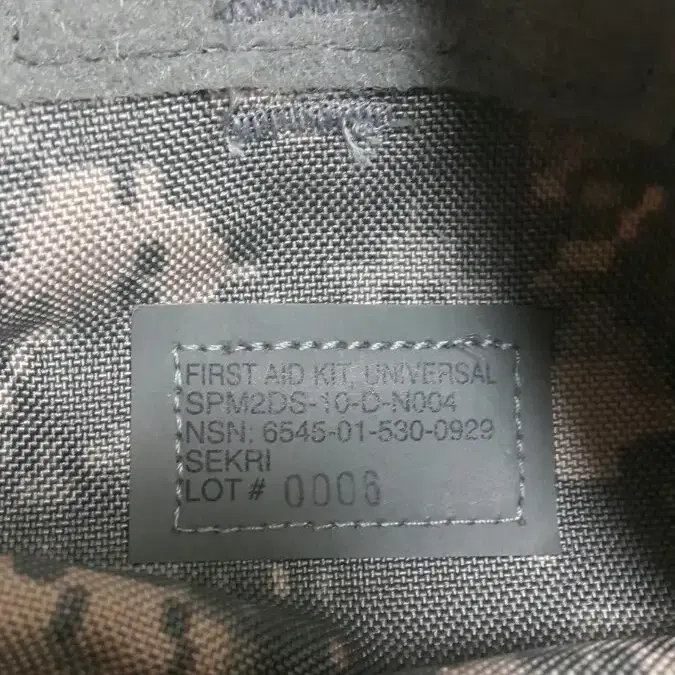 FIRST AID KIT, UNIVERSAL
SPM2DS-10-D-N004
NSN: 6545-01-530-0929
SEKRI
LOT # 0006